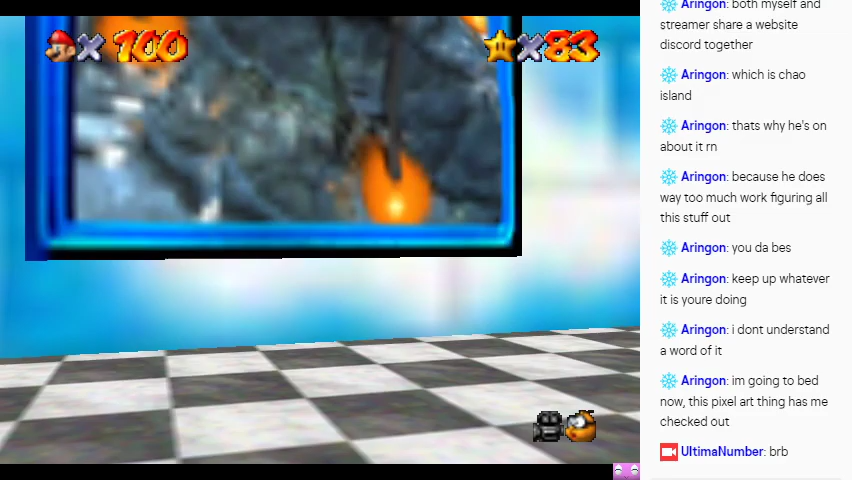 × 100
× 83
Aringon: both myself and
streamer share a website
discord together
Aringon: which is chao
island
Aringon: thats why he's on
about it rn
Aringon: because he does
way too much work figuring all
this stuff out
Aringon: you da bes
Aringon: keep up whatever
it is youre doing
Aringon: i dont understand
a word of it
Aringon: im going to bed
now, this pixel art thing has me
checked out
UltimaNumber: brb